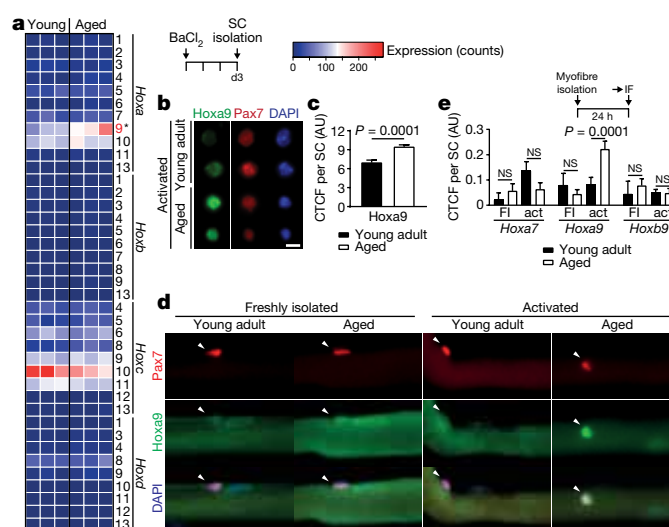 a
Young Aged
1
2
3
4
5
6
7
9*
10
11
13
Hoxa
1
2
3
4
5
6
7
8
9
13
Hoxb
4
5
6
8
9
10
11
12
13
Hoxc
1
3
4
8
9
10
11
12
13
Hoxd
BaCl2
SC
isolation
d3
Expression (counts)
0 100 200
b
Hoxa9 Pax7 DAPI
Activated
Young adult
Aged
c
P = 0.0001
CTCF per SC (AU)
12
9
6
3
0
Hoxa9
Young adult
Aged
e
Myofibre
isolation
IF
24 h
P = 0.0001
CTCF per SC (AU)
0.3
0.2
0.1
0
NS NS NS NS NS
FI act FI act FI act
Hoxa7 Hoxa9 Hoxb9
Young adult
Aged
d
Freshly isolated Activated
Young adult Aged Young adult Aged
Pax7
Hoxa9
DAPI